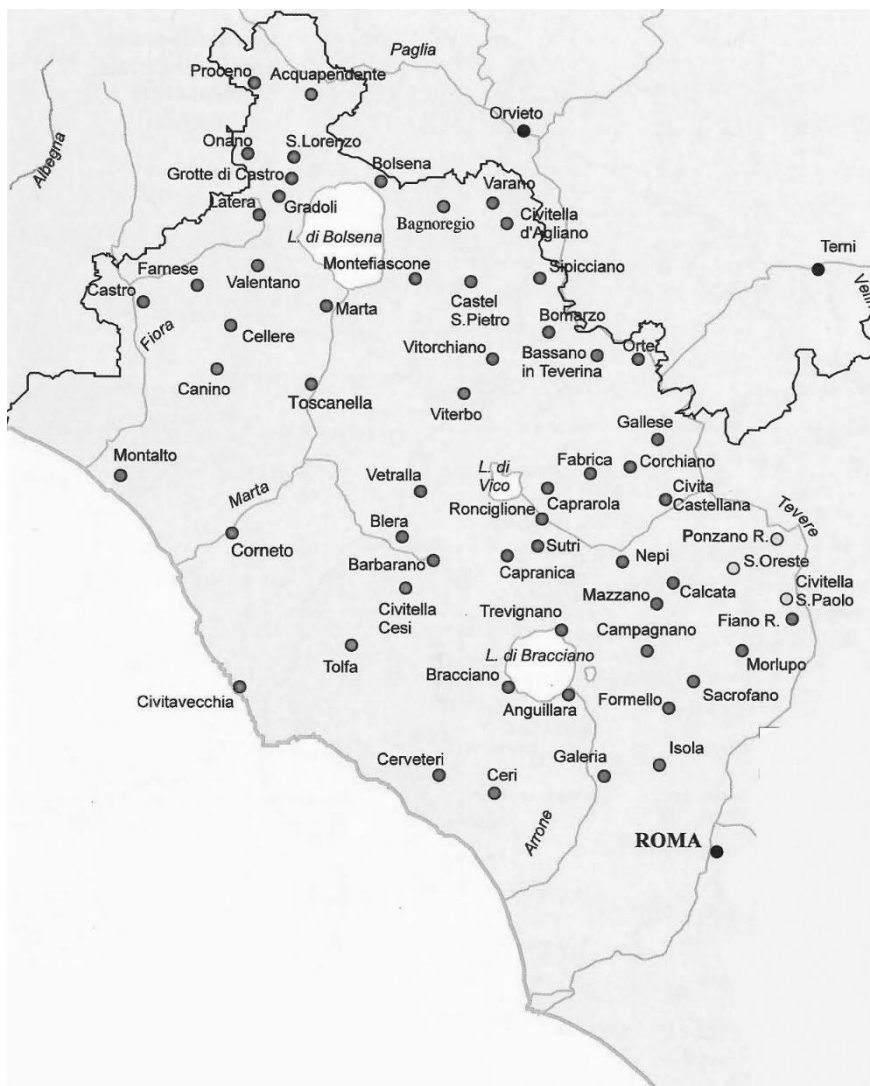 Paglia
Proceno
Acquapendente
Orvieto
Albegna
Onano
S.Lorenzo
Grotte di Castro
Bolsena
Varano
Latera
Gradoli
Bagnoregio
Civitella
d'Agliano
L. di Bolsena
Terni
Farnese
Montefiascone
Sipicciano
Castro
Valentano
Castel
S.Pietro
Marta
Bomarzo
Fiora
Cellere
Vitorchiano
Bassano
in Teverina
Orte
Canino
Toscanella
Viterbo
Gallese
Montalto
L. di
Vico
Fabrica
Corchiano
Vetralla
Marta
Caprarola
Civita
Castellana
Ronciglione
Tevere
Blera
Corneto
Sutri
Ponzano R.
Barbarano
Capranica
Nepi
S.Oreste
Civitella
Cesi
Mazzano
Calcata
Civitella
S.Paolo
Trevignano
Campagnano
Fiano R.
Tolfa
L. di Bracciano
Morlupo
Bracciano
Sacrofano
Civitavecchia
Anguillara
Formello
Cerveteri
Ceri
Galeria
Isola
Arrone
ROMA